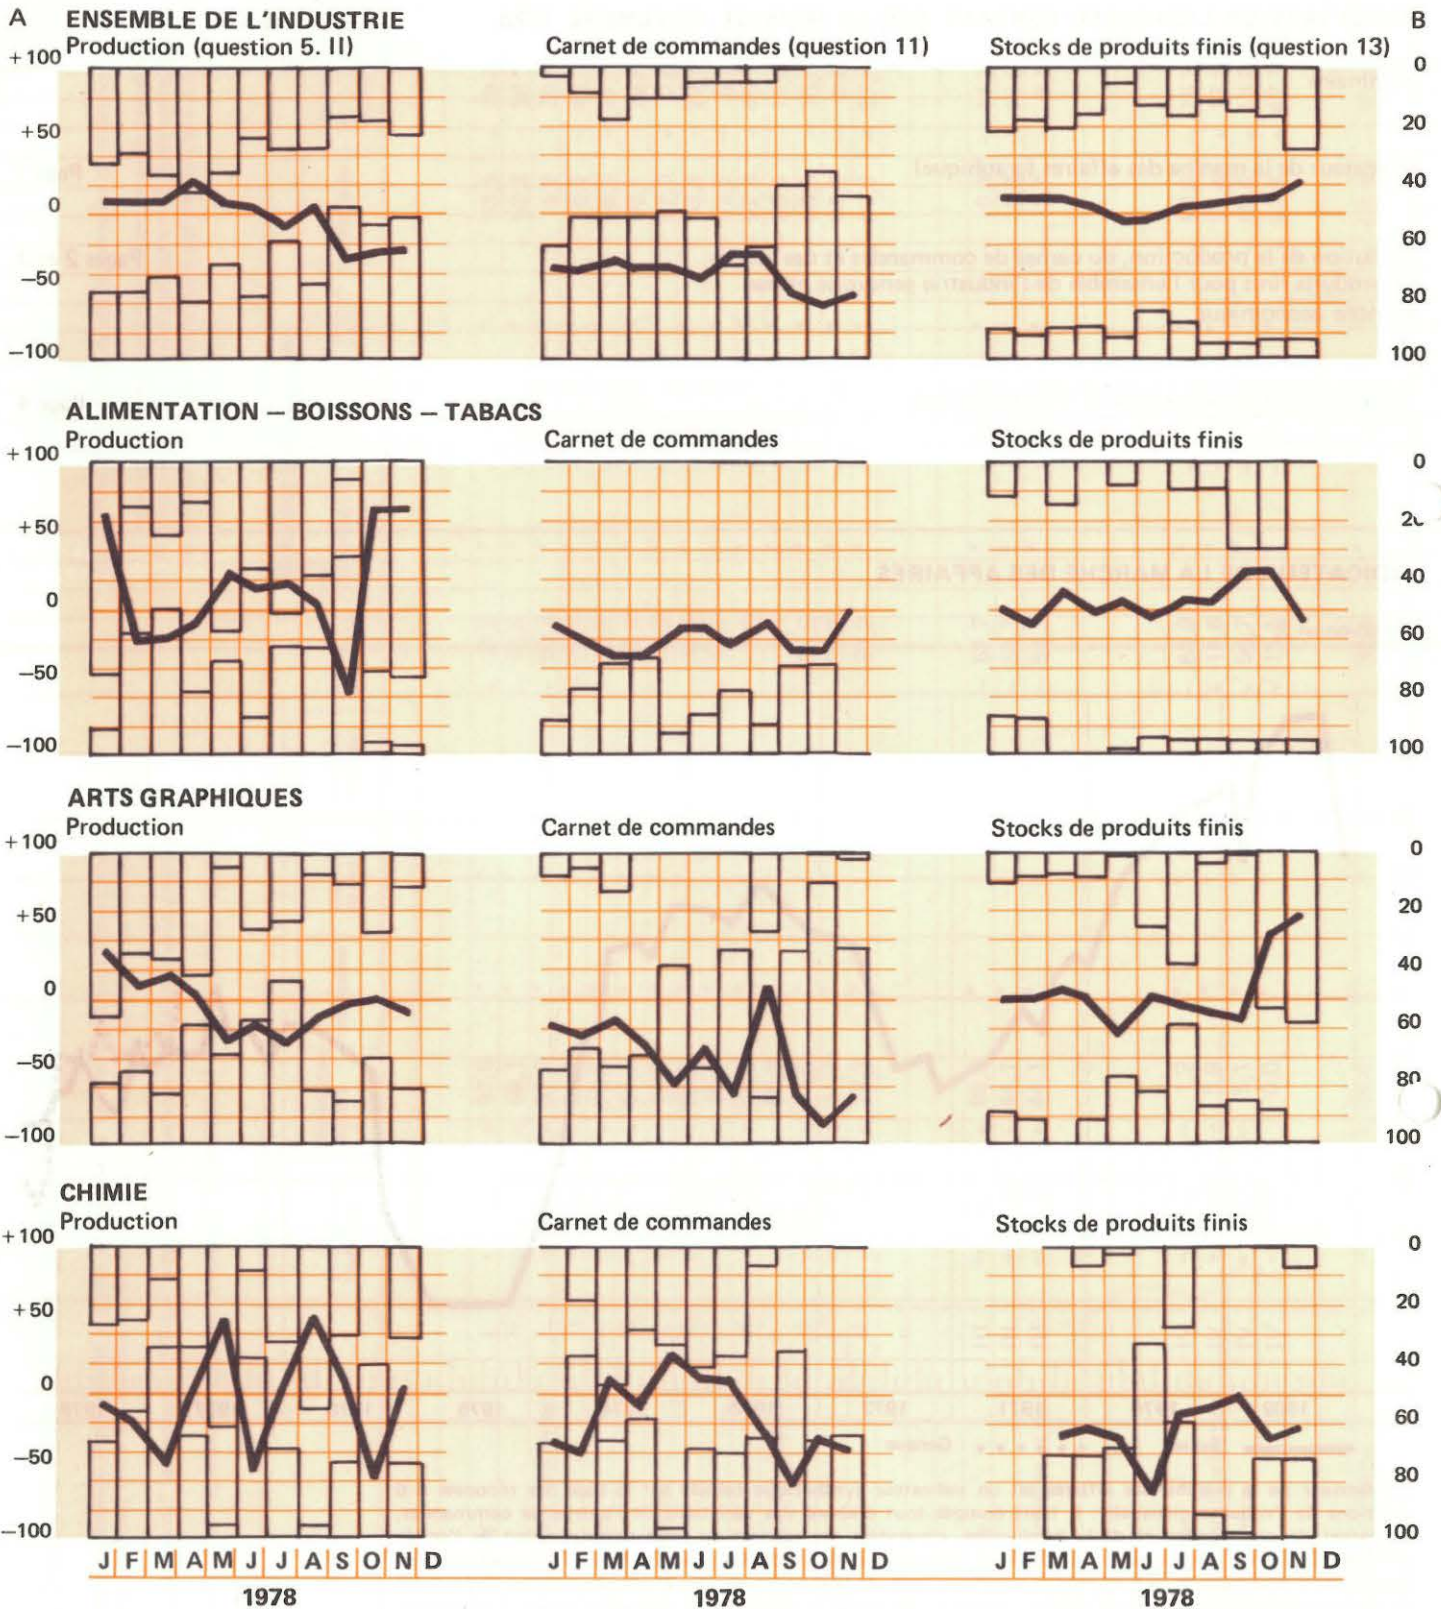 A ENSEMBLE DE L'INDUSTRIE B
Production (question 5. II) Carnet de commandes (question 11) Stocks de produits finis (question 13)
+100 0
+50 20
0 40
60
−50 80
−100 100
ALIMENTATION — BOISSONS — TABACS
Production Carnet de commandes Stocks de produits finis
+100 0
+50
0 40
60
−50 80
−100 100
ARTS GRAPHIQUES
Production Carnet de commandes Stocks de produits finis
+100 0
+50 20
0 40
60
−50 80
−100 100
CHIMIE
Production Carnet de commandes Stocks de produits finis
+100 0
+50 20
0 40
60
−50 80
−100 100
J F M A M J J A S O N D J F M A M J J A S O N D J F M A M J J A S O N D
1978 1978 1978